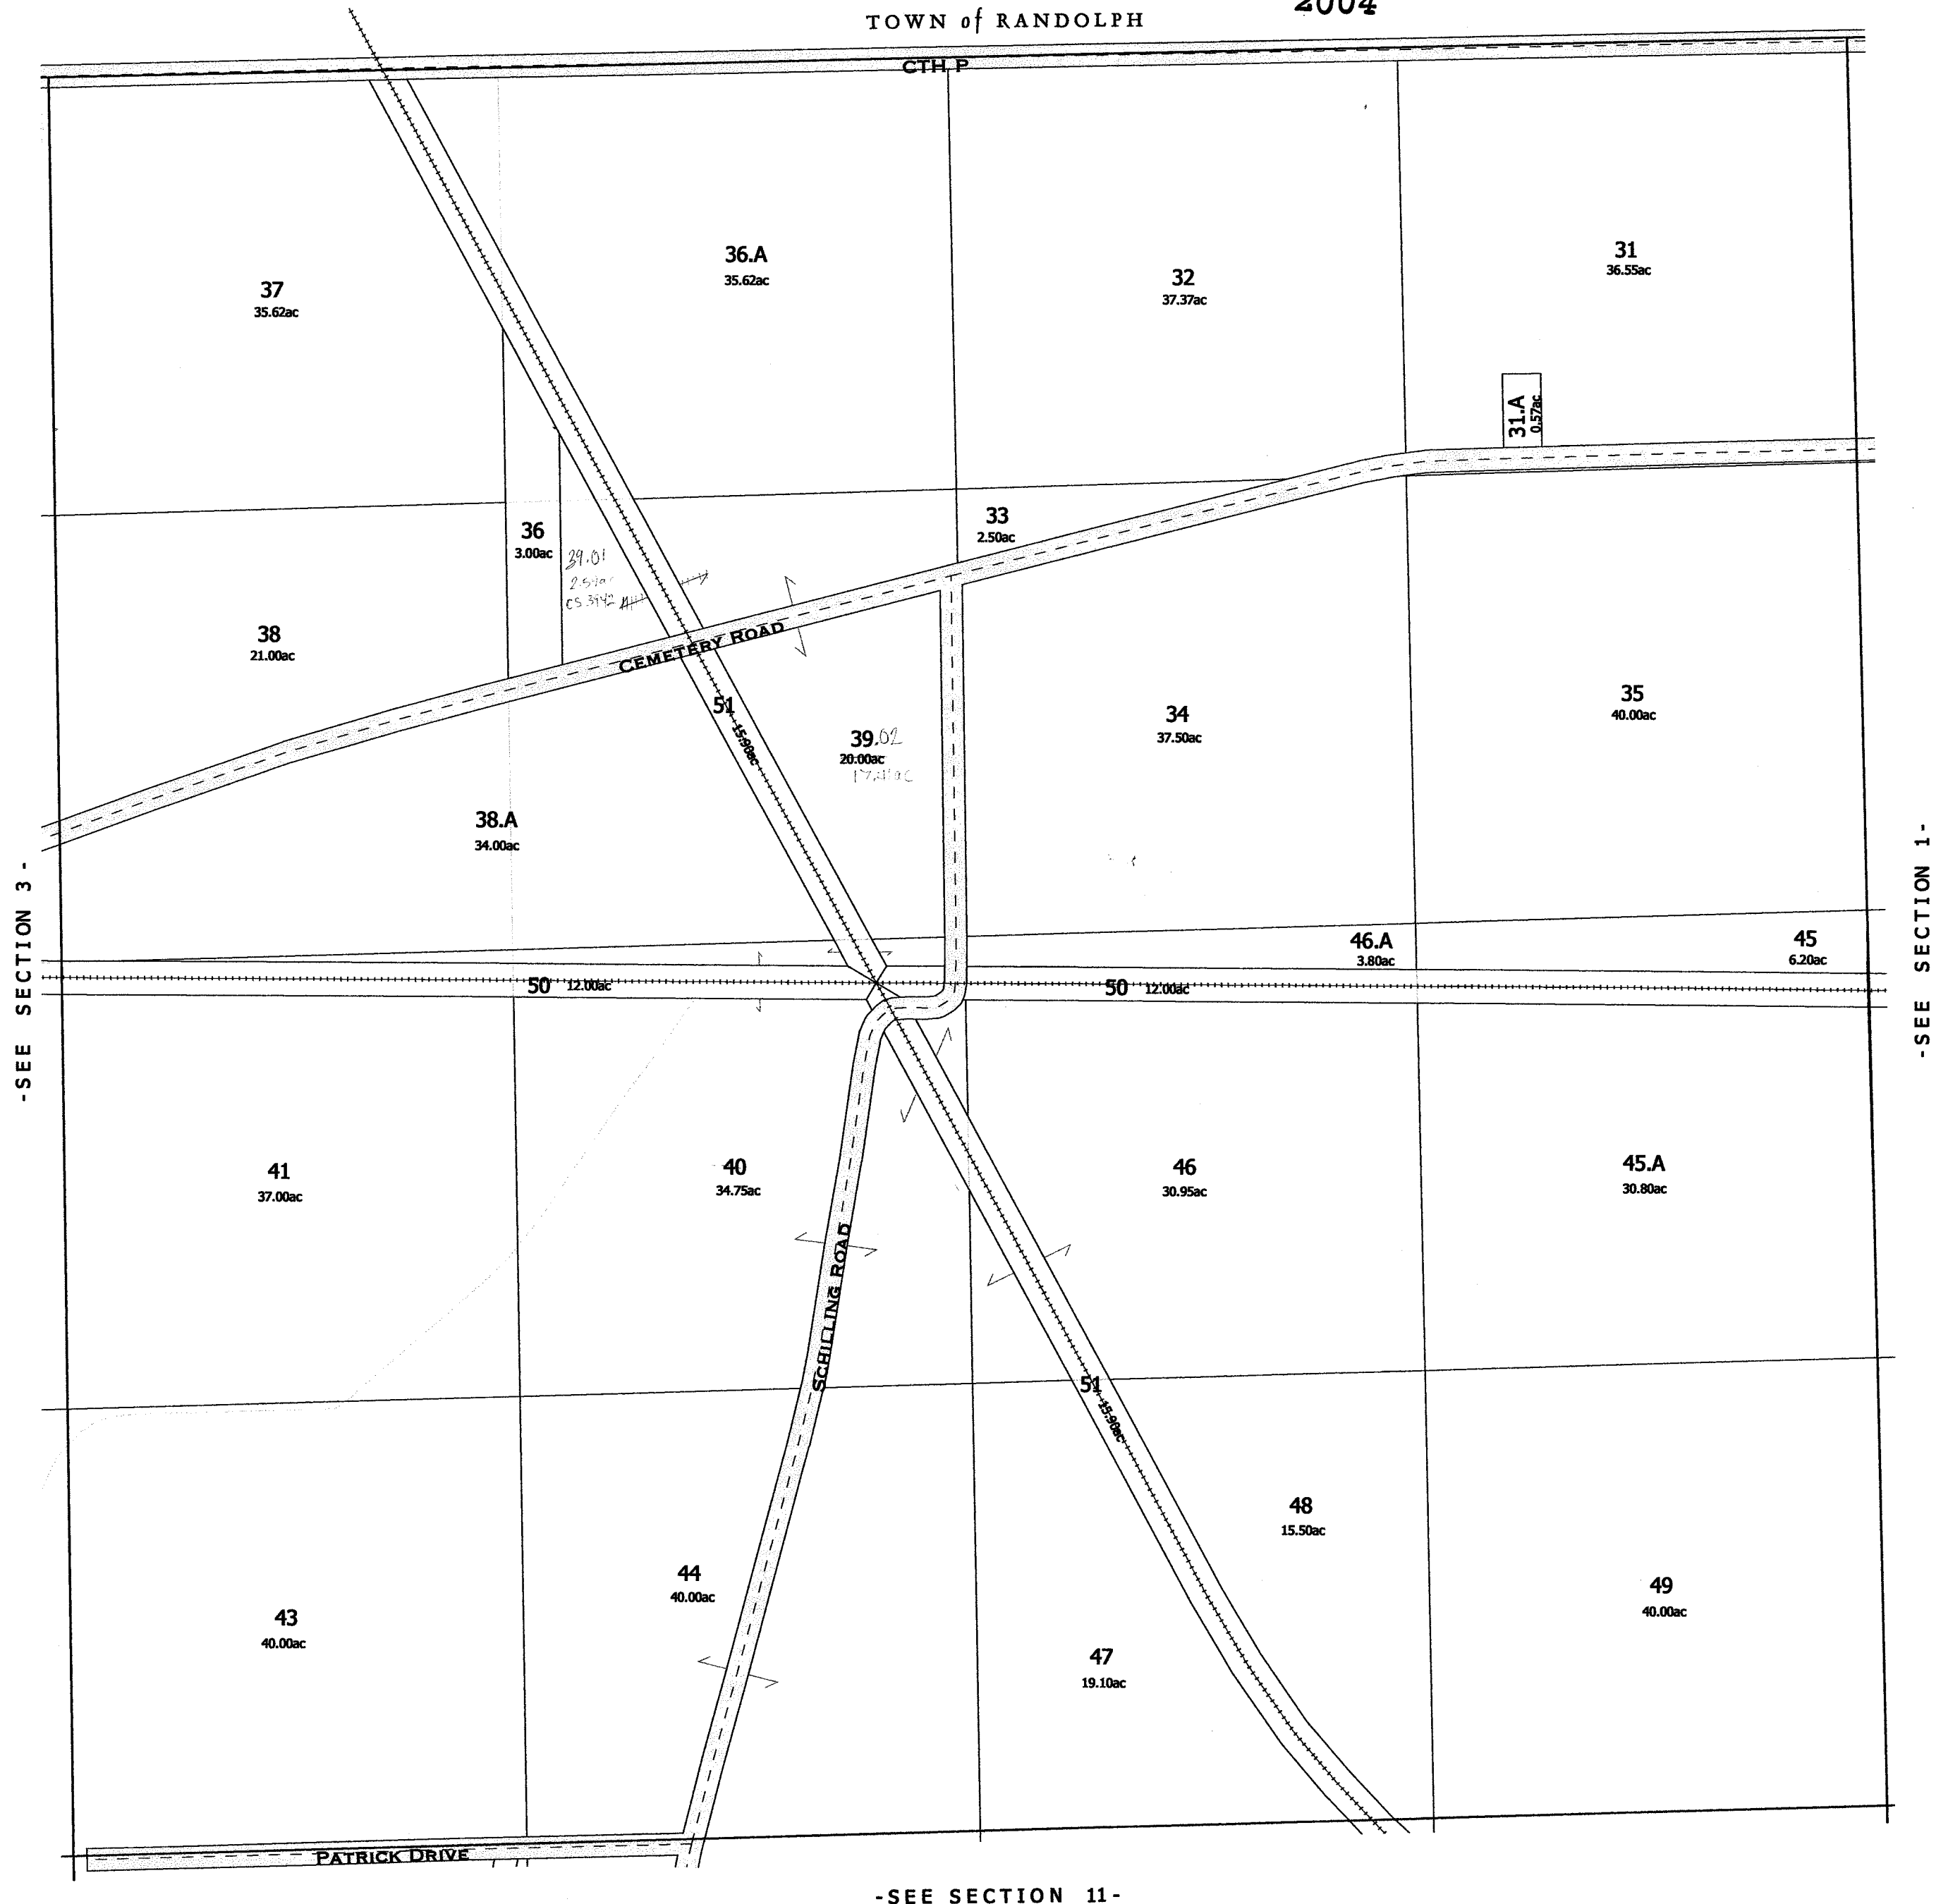 2004
TOWN of RANDOLPH
CTH P
36.A
35.62ac
31
36.55ac
32
37.37ac
37
35.62ac
31.A
0.57ac
33
2.50ac
36
3.00ac
39.01
CS 3942
38
21.00ac
CEMETERY ROAD
51
15.90ac
35
40.00ac
34
37.50ac
39.02
20.00ac
38.A
34.00ac
-SEE SECTION 3 -
-SEE SECTION 1-
46.A
3.80ac
45
6.20ac
50 12.00ac
50 12.00ac
41
37.00ac
40
34.75ac
46
30.95ac
45.A
30.80ac
SCHILLING ROAD
51
15.90ac
48
15.50ac
44
40.00ac
49
40.00ac
43
40.00ac
47
19.10ac
PATRICK DRIVE
-SEE SECTION 11-